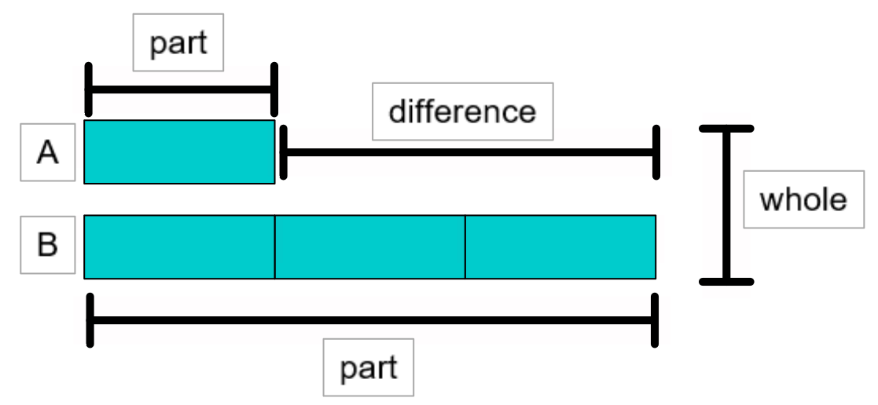 part
difference
A
whole
B
part